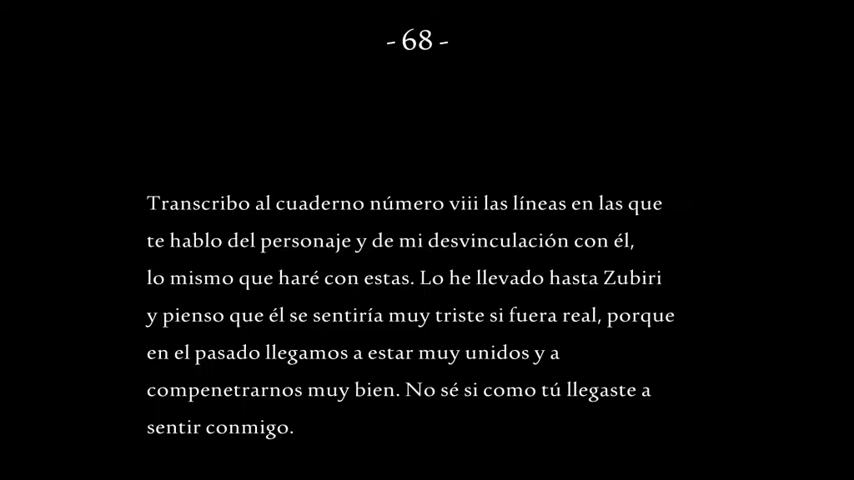 - 68 -
Transcribo al cuaderno número viii las líneas en las que
te hablo del personaje y de mi desvinculación con él,
lo mismo que haré con estas. Lo he llevado hasta Zubiri
y pienso que él se sentiría muy triste si fuera real, porque
en el pasado llegamos a estar muy unidos y a
compenetrarnos muy bien. No sé si como tú llegaste a
sentir conmigo.